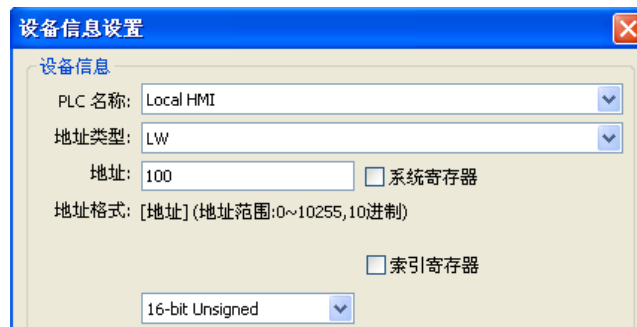 设备信息设置
设备信息
PLC 名称: Local HMI
地址类型: LW
地址: 100 系统寄存器
地址格式: [地址] (地址范围:0~10255,10进制)
索引寄存器
16-bit Unsigned